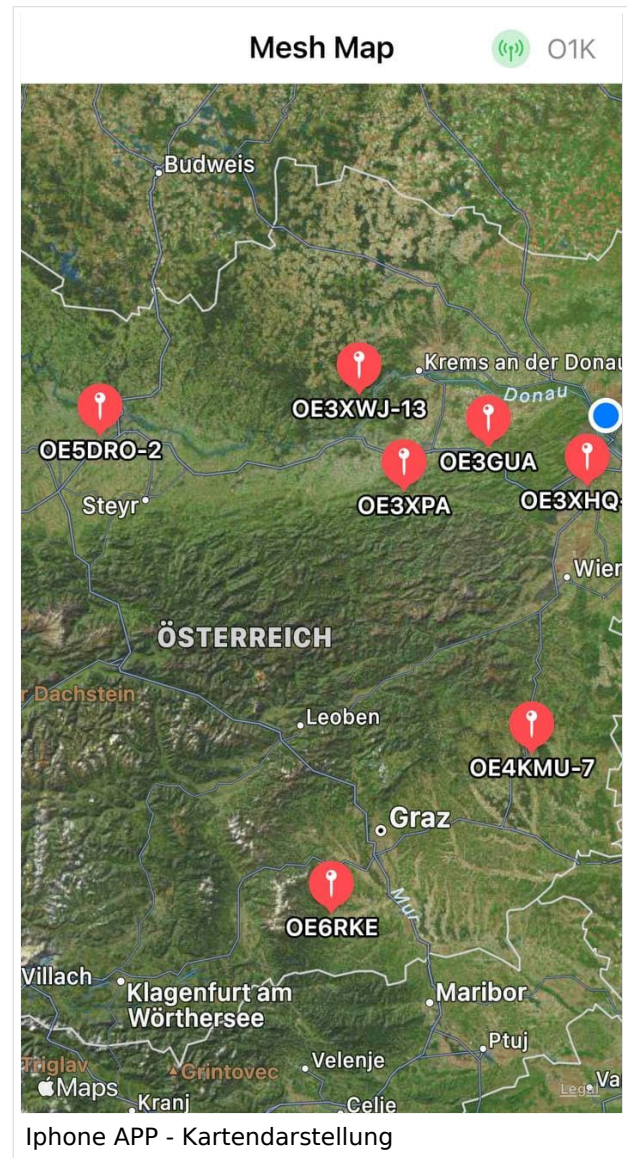 Mesh Map
O1K
Budweis
Krems an der Donau
Donau
OE3XWJ-13
OE5DRO-2
OE3GUA
OE3XPA
OE3XHQ-
Steyr
Wier
ÖSTERREICH
r Dachstein
Leoben
OE4KMU-7
Graz
OE6RKE
Mur
Villach
Klagenfurt am
Wörthersee
Maribor
Ptuj
Triglav
Grintovec
Velenje
Maps
Legal
Va
Kranj
Celje
Iphone APP - Kartendarstellung